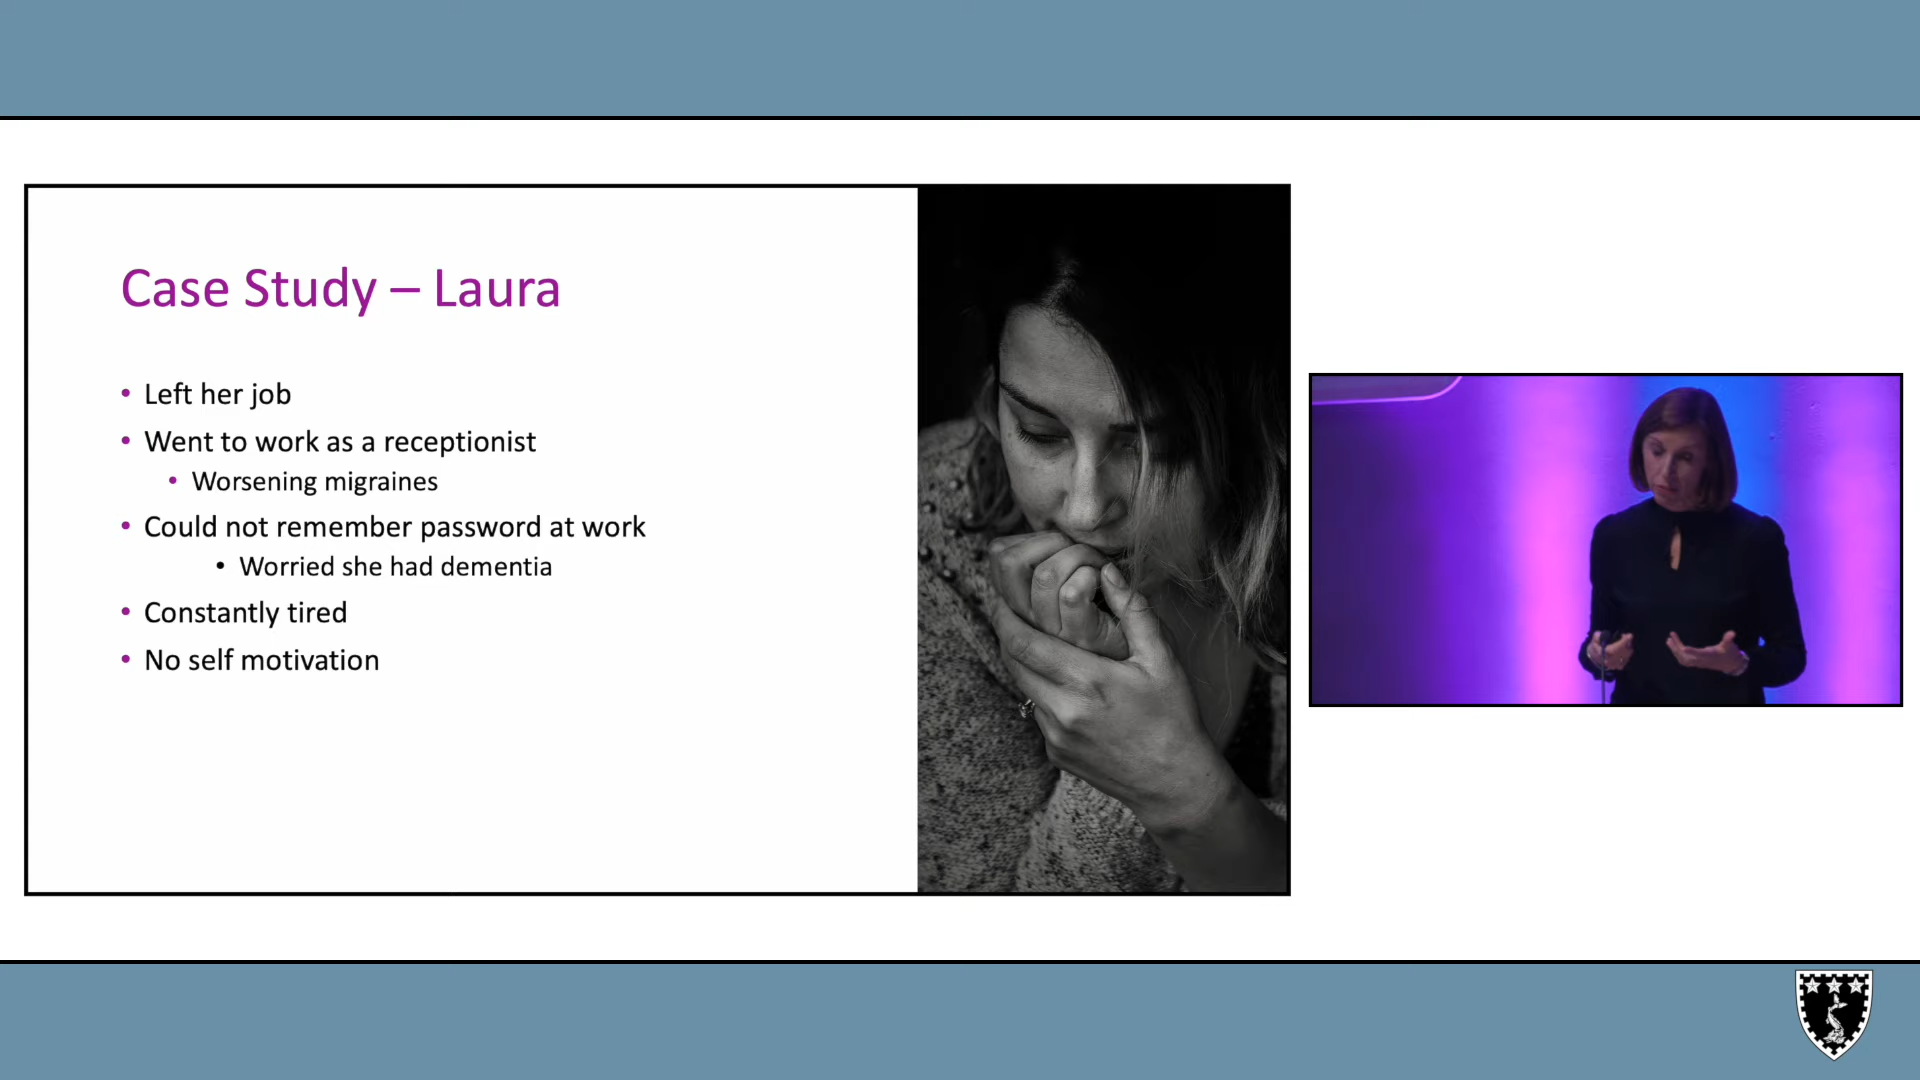 Case Study – Laura
• Left her job
• Went to work as a receptionist
• Worsening migraines
• Could not remember password at work
• Worried she had dementia
• Constantly tired
• No self motivation